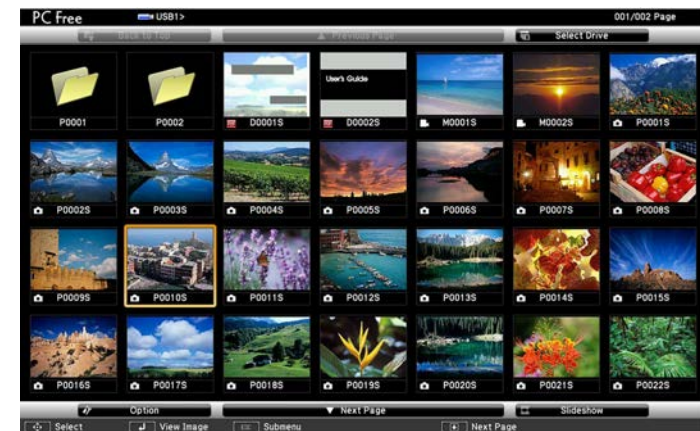 PC Free USB1> 001/002 Page
Back to Top ▲ Previous Page Select Drive
User's Guide
P0001 P0002 D0001S D0002S M0001S M0002S P0001S
P0002S P0003S P0004S P0005S P0006S P0007S P0008S
P0009S P0010S P0011S P0012S P0013S P0014S P0015S
P0016S P0017S P0018S P0019S P0020S P0021S P0022S
Option ▼ Next Page Slideshow
Select View Image Submenu Next Page